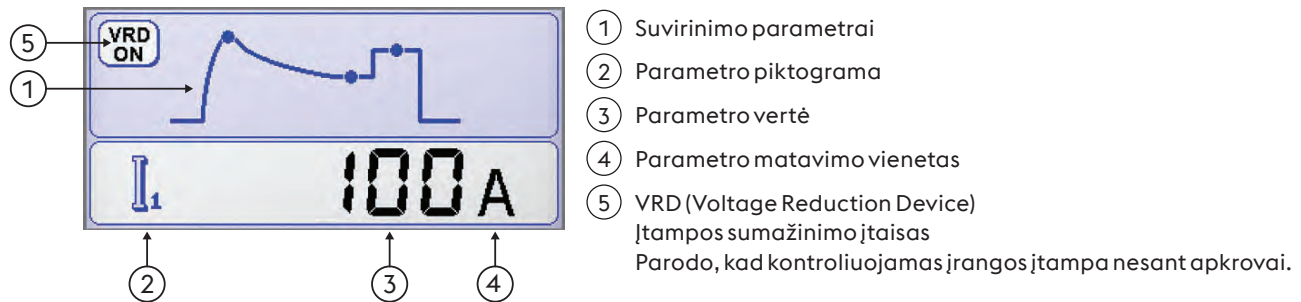 VRD
ON
5
1
I1
100 A
2
3
4
1 Suvirinimo parametrai
2 Parametro piktograma
3 Parametro vertė
4 Parametro matavimo vienetas
5 VRD (Voltage Reduction Device)
Įtampos sumažinimo įtaisas
Parodo, kad kontroliuojamas įrangos įtampa nesant apkrovai.